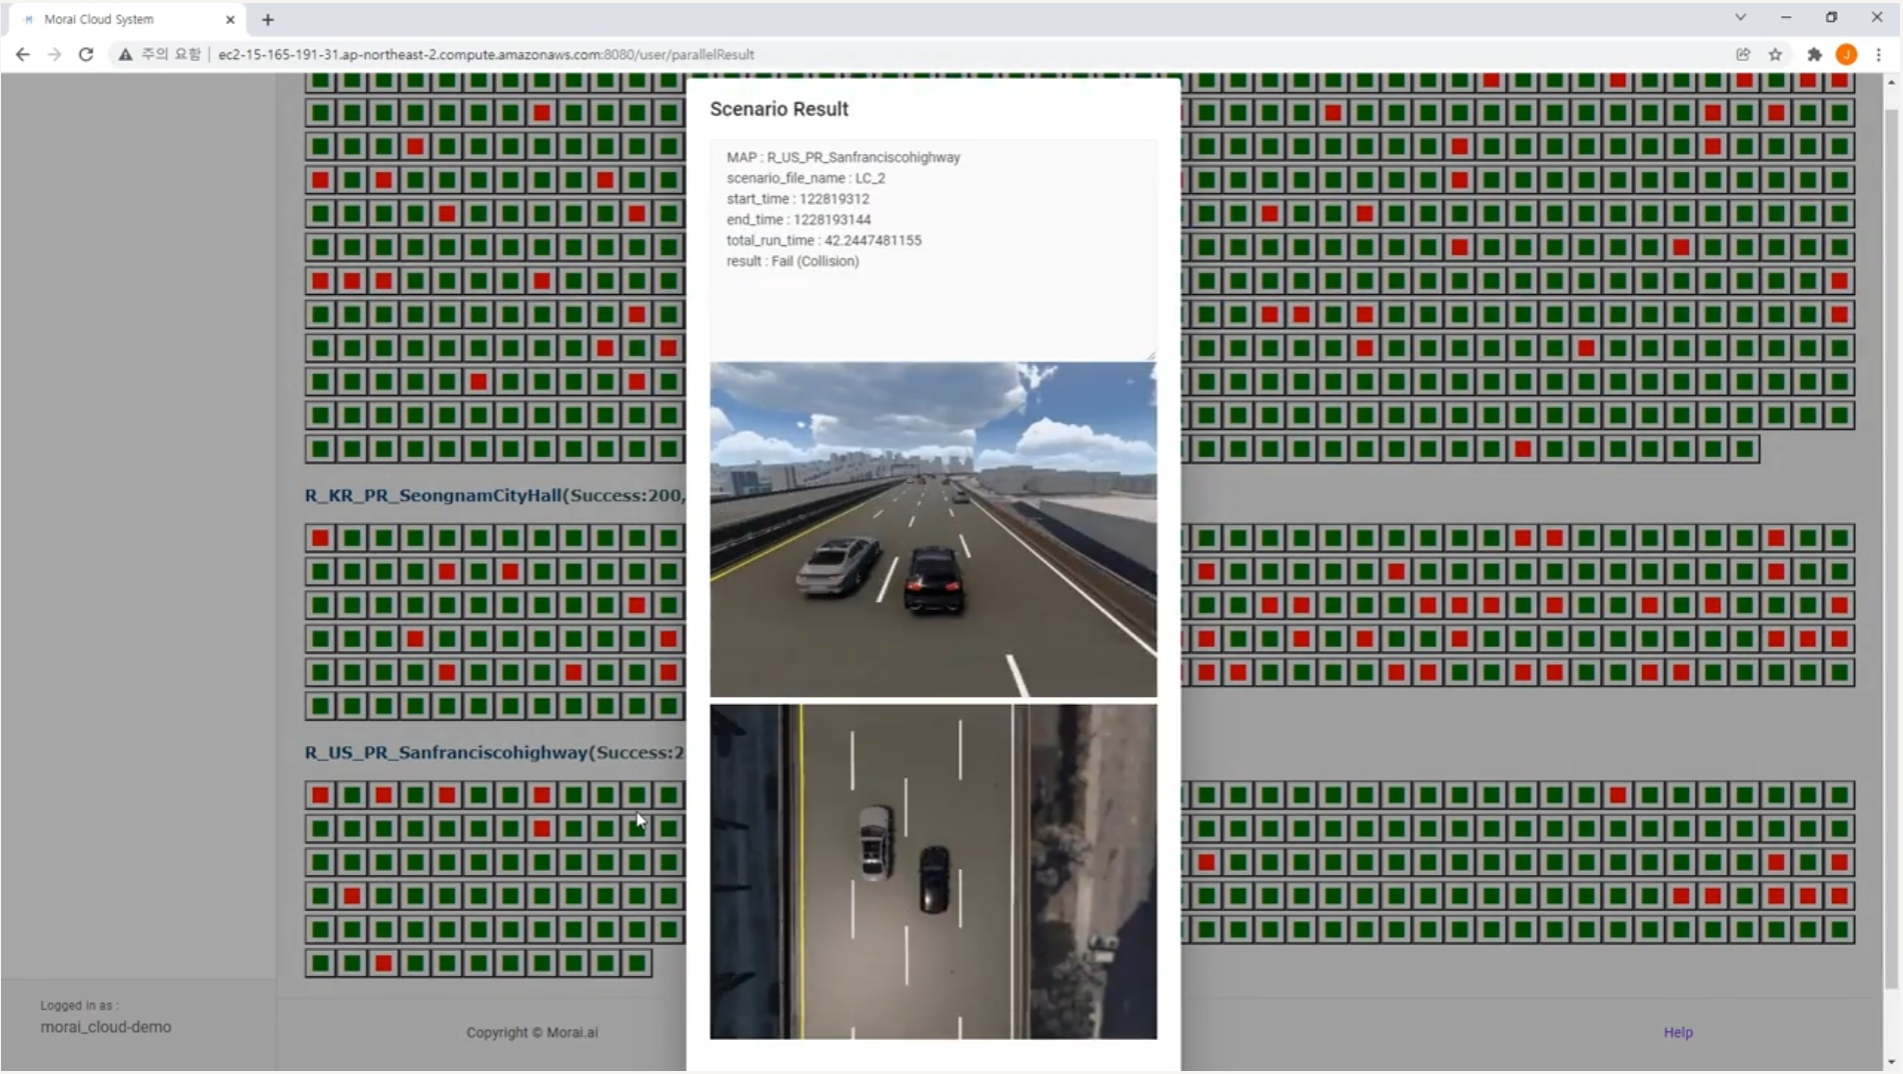 Morai Cloud System
주의 요함 | ec2-15-165-191-31.ap-northeast-2.compute.amazonaws.com:8080/user/parallelResult
J
Scenario Result
MAP : R_US_PR_Sanfranciscohighway
scenario_file_name : LC_2
start_time : 122819312
end_time : 1228193144
total_run_time : 42.2447481155
result : Fail (Collision)
R_KR_PR_SeongnamCityHall(Success:200,
R_US_PR_Sanfranciscohighway(Success:2
Logged in as :
morai_cloud-demo
Copyright © Morai.ai
Help